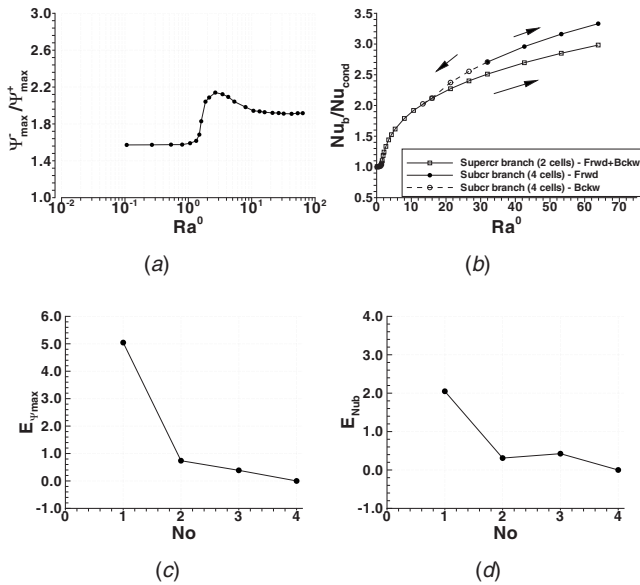 3.0
2.6
2.2
1.8
1.4
1.0
Ψ⁻max/Ψ⁺max
10⁻²
10⁻¹
10⁰
10¹
10²
Ra⁰
(a)
4.0
3.5
3.0
2.5
2.0
1.5
1.0
0.5
Nub/Nucond
Supercr branch (2 cells) - Frwd+Bckw
Subcr branch (4 cells) - Frwd
Subcr branch (4 cells) - Bckw
0 10 20 30 40 50 60 70
Ra⁰
(b)
6.0
5.0
4.0
3.0
2.0
1.0
0.0
-1.0
EΨmax
0 1 2 3 4
No
(c)
4.0
3.0
2.0
1.0
0.0
-1.0
ENub
0 1 2 3 4
No
(d)